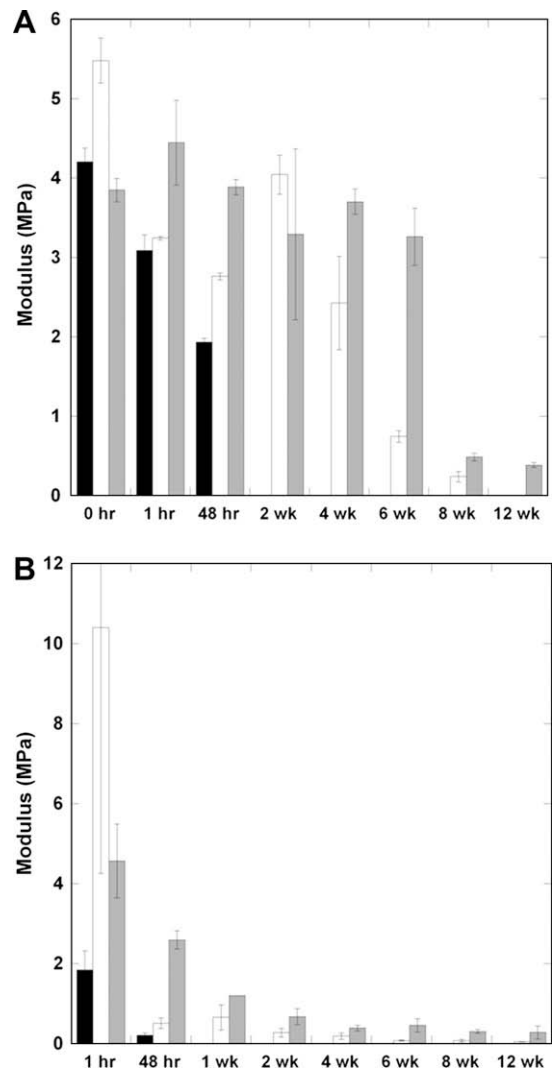 A
6
5
4
3
2
1
0
Modulus (MPa)
0 hr 1 hr 48 hr 2 wk 4 wk 6 wk 8 wk 12 wk
B
12
10
8
6
4
2
0
Modulus (MPa)
1 hr 48 hr 1 wk 2 wk 4 wk 6 wk 8 wk 12 wk